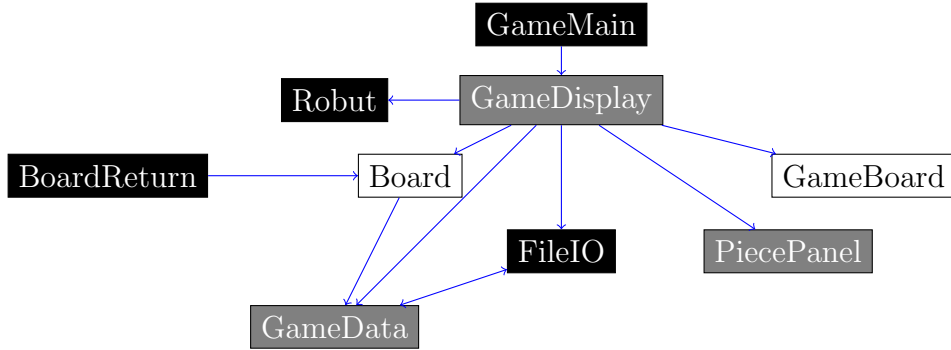 GameMain
GameDisplay
Robut
BoardReturn
Board
GameBoard
FileIO
PiecePanel
GameData